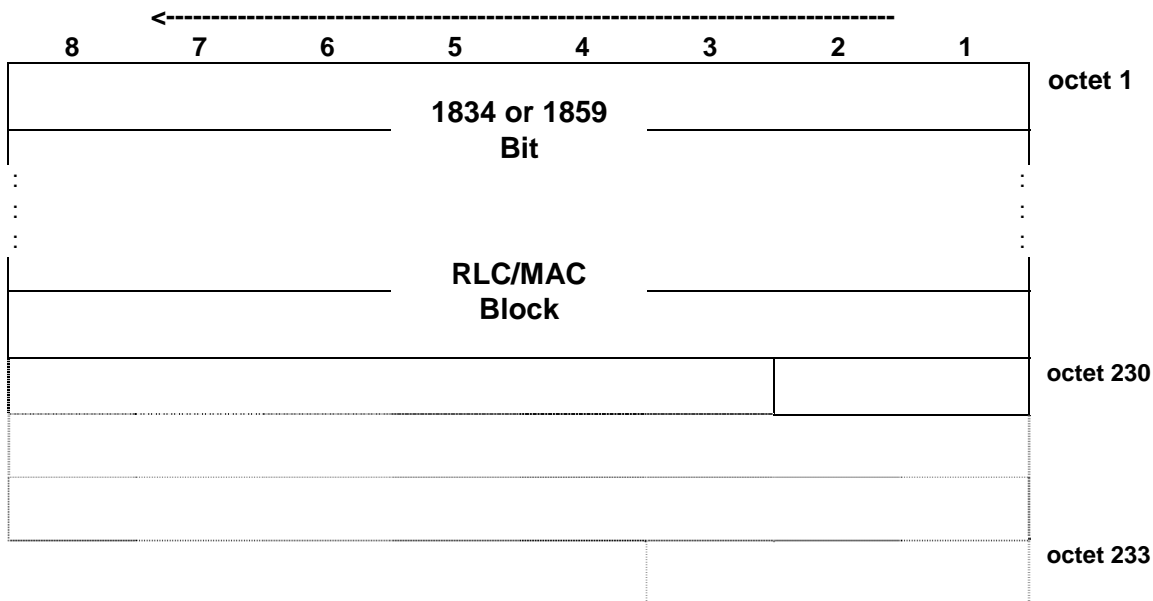 <---------------------------------------------------------------------------------
8 7 6 5 4 3 2 1
octet 1
1834 or 1859
Bit
: :
: :
: :
RLC/MAC
Block
octet 230
octet 233